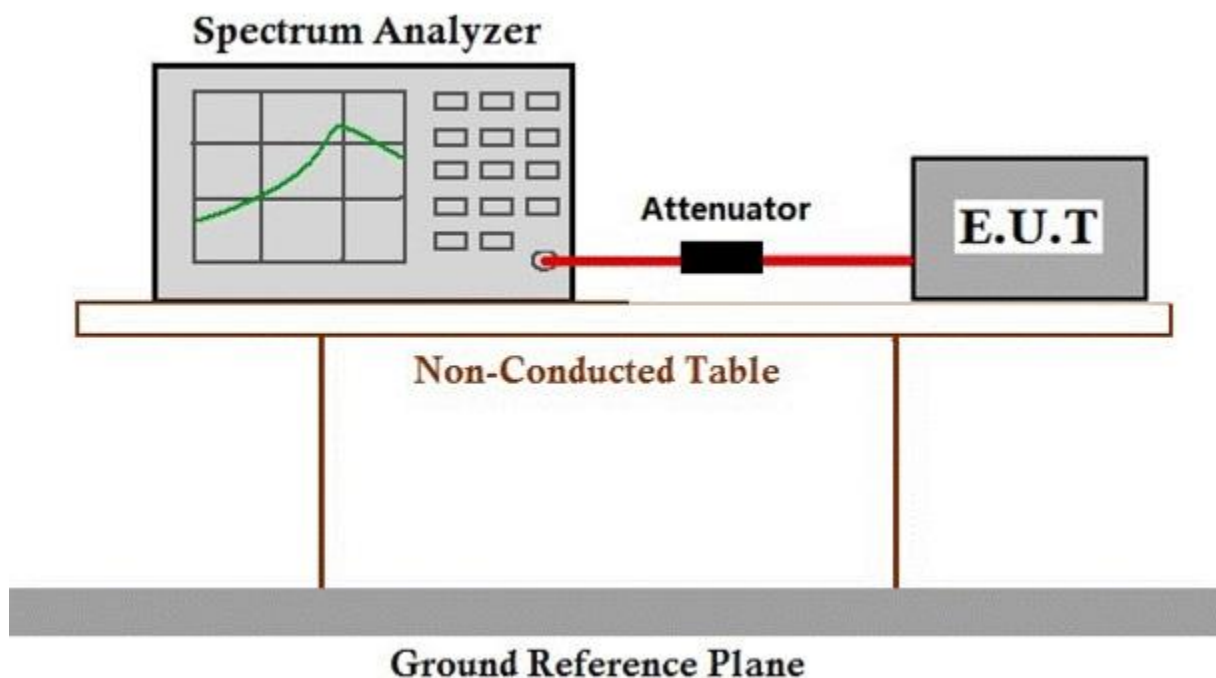 Spectrum Analyzer
Attenuator
E.U.T
Non-Conducted Table
Ground Reference Plane